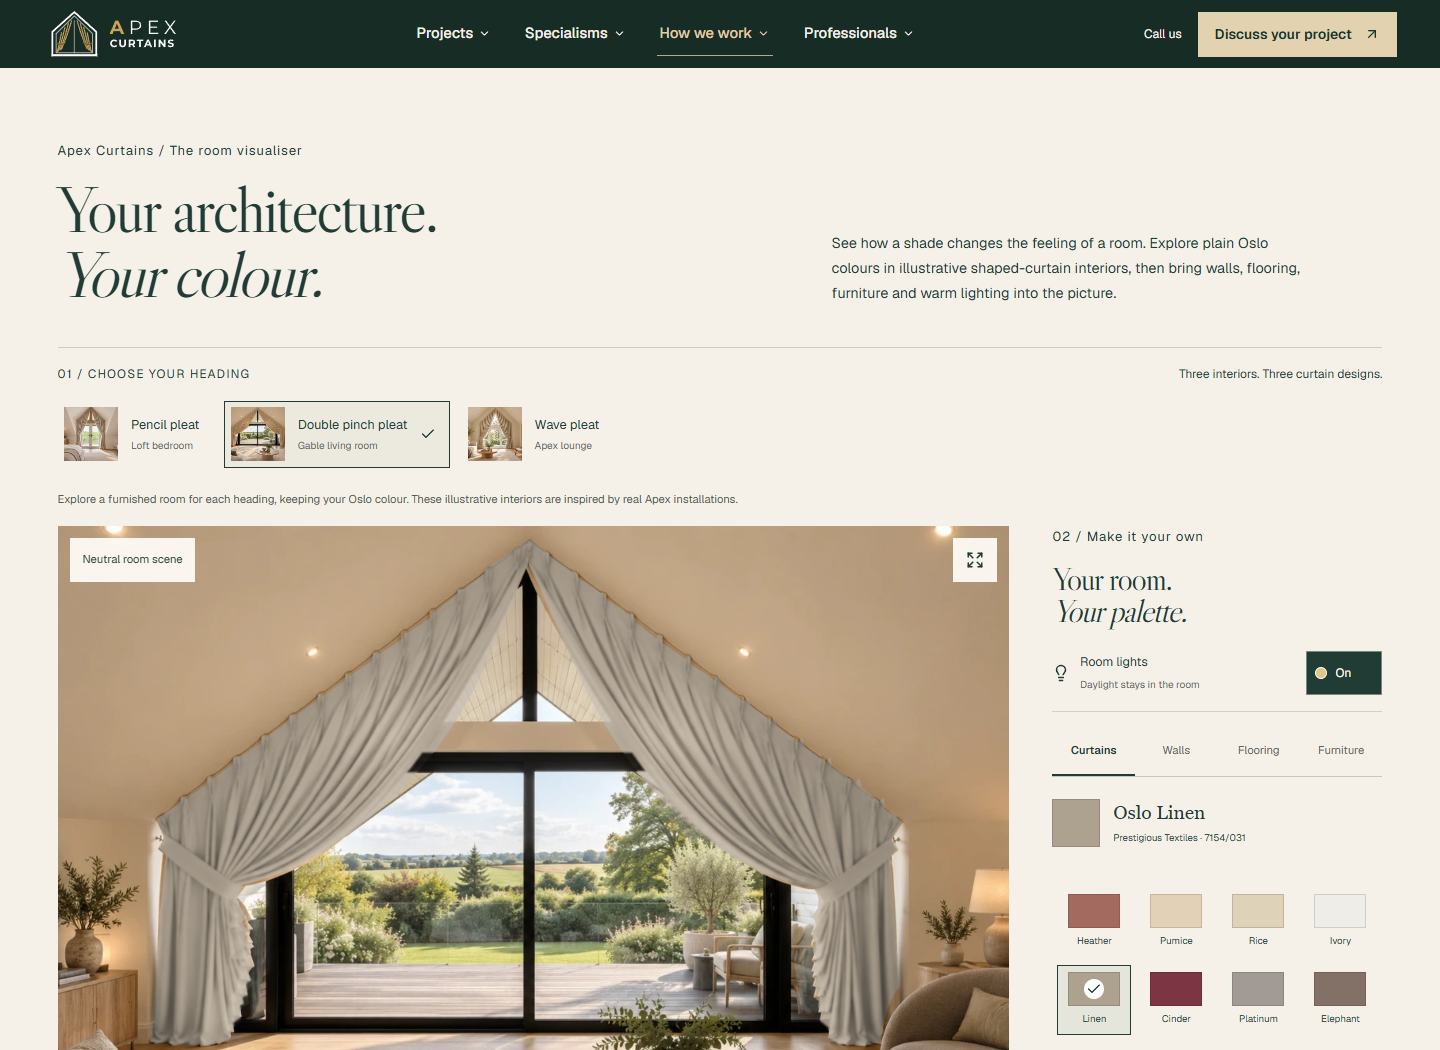 APEX
CURTAINS
Projects
Specialisms
How we work
Professionals
Call us
Discuss your project
Apex Curtains / The room visualiser
Your architecture.
Your colour.
See how a shade changes the feeling of a room. Explore plain Oslo
colours in illustrative shaped-curtain interiors, then bring walls, flooring,
furniture and warm lighting into the picture.
01 / CHOOSE YOUR HEADING
Three interiors. Three curtain designs.
Pencil pleat
Loft bedroom
Double pinch pleat
Gable living room
Wave pleat
Apex lounge
Explore a furnished room for each heading, keeping your Oslo colour. These illustrative interiors are inspired by real Apex installations.
Neutral room scene
02 / Make it your own
Your room.
Your palette.
Room lights
Daylight stays in the room
On
Curtains
Walls
Flooring
Furniture
Oslo Linen
Prestigious Textiles · 7154/031
Heather
Pumice
Rice
Ivory
Linen
Cinder
Platinum
Elephant